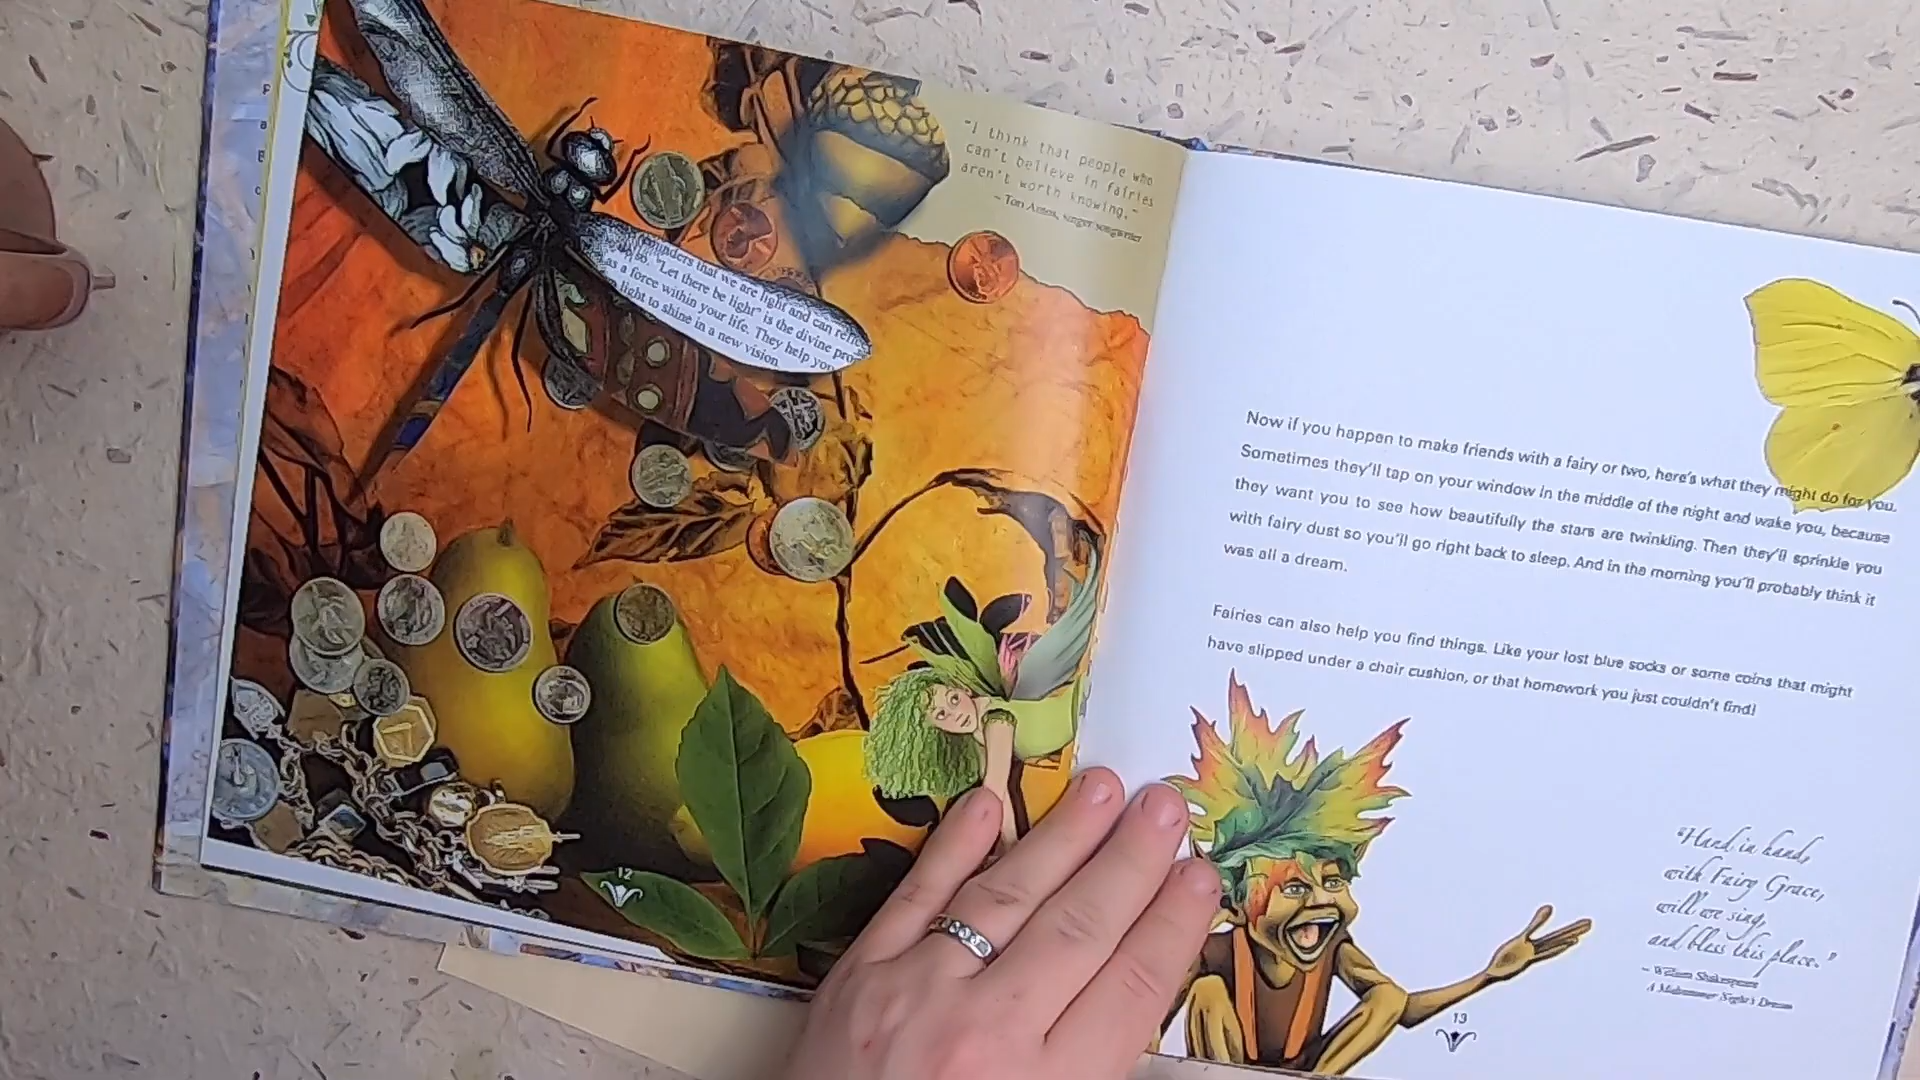 "I think that people who
can't believe in fairies
aren't worth knowing."
~ Tori Amos, singer songwriter
that we are light and can
so, "Let there be light" is the divine
as a force within your life. They help you
light to shine in a new vision
12
Now if you happen to make friends with a fairy or two, here's what they might do for you.
Sometimes they'll tap on your window in the middle of the night and wake you, because
they want you to see how beautifully the stars are twinkling. Then they'll sprinkle you
with fairy dust so you'll go right back to sleep. And in the morning you'll probably think it
was all a dream.
Fairies can also help you find things. Like your lost blue socks or some coins that might
have slipped under a chair cushion, or that homework you just couldn't find!
"Hand in hand,
with Fairy Grace,
will we sing,
and bless this place."
~ William Shakespeare
A Midsummer Night's Dream
13